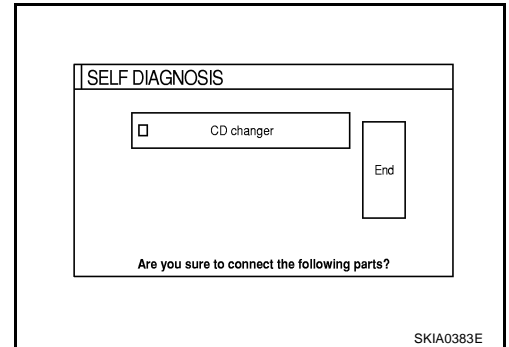 SELF DIAGNOSIS
CD changer
End
Are you sure to connect the following parts?
SKIA0383E